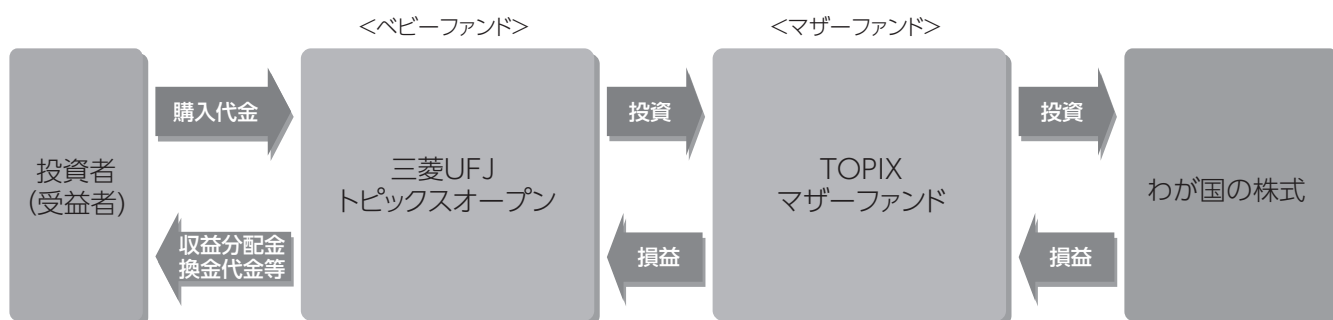 <ベビーファンド>
<マザーファンド>
投資者
(受益者)
購入代金
収益分配金
換金代金等
三菱UFJ
トピックスオープン
投資
損益
TOPIX
マザーファンド
投資
損益
わが国の株式